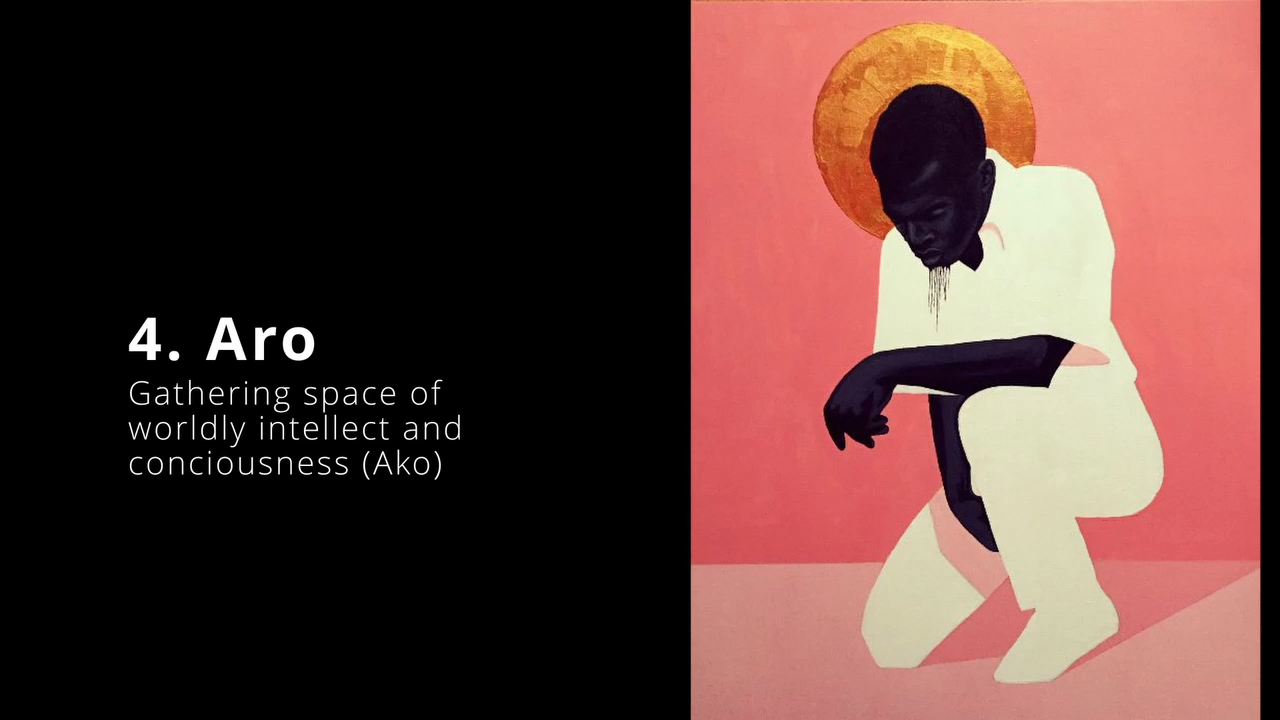 4. Aro
Gathering space of
worldly intellect and
conciousness (Ako)